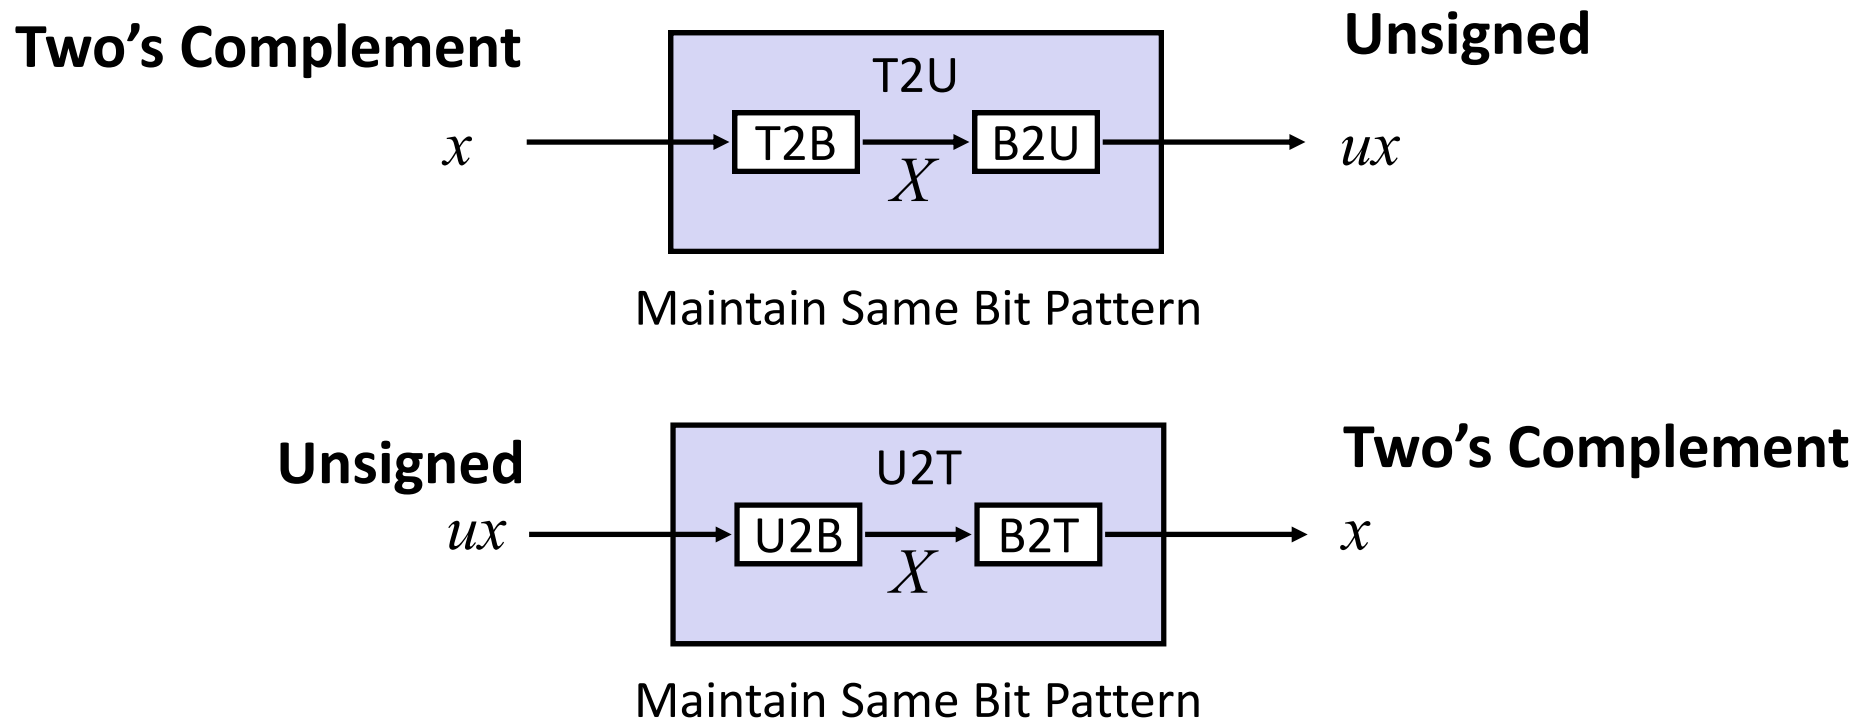 Two’s Complement
Unsigned
T2U
x
T2B
X
B2U
ux
Maintain Same Bit Pattern
Unsigned
Two’s Complement
U2T
ux
U2B
X
B2T
x
Maintain Same Bit Pattern